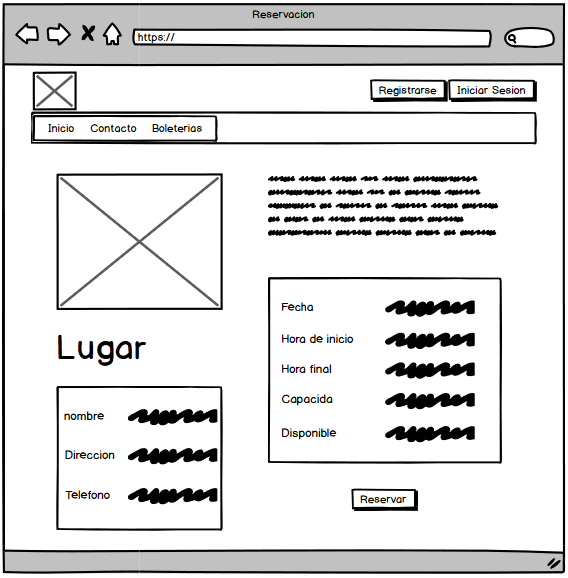 Reservacion
https://
Registrarse Iniciar Sesion
Inicio Contacto Boleterias
Lugar
nombre
Direccion
Telefono
Fecha
Hora de inicio
Hora final
Capacida
Disponible
Reservar